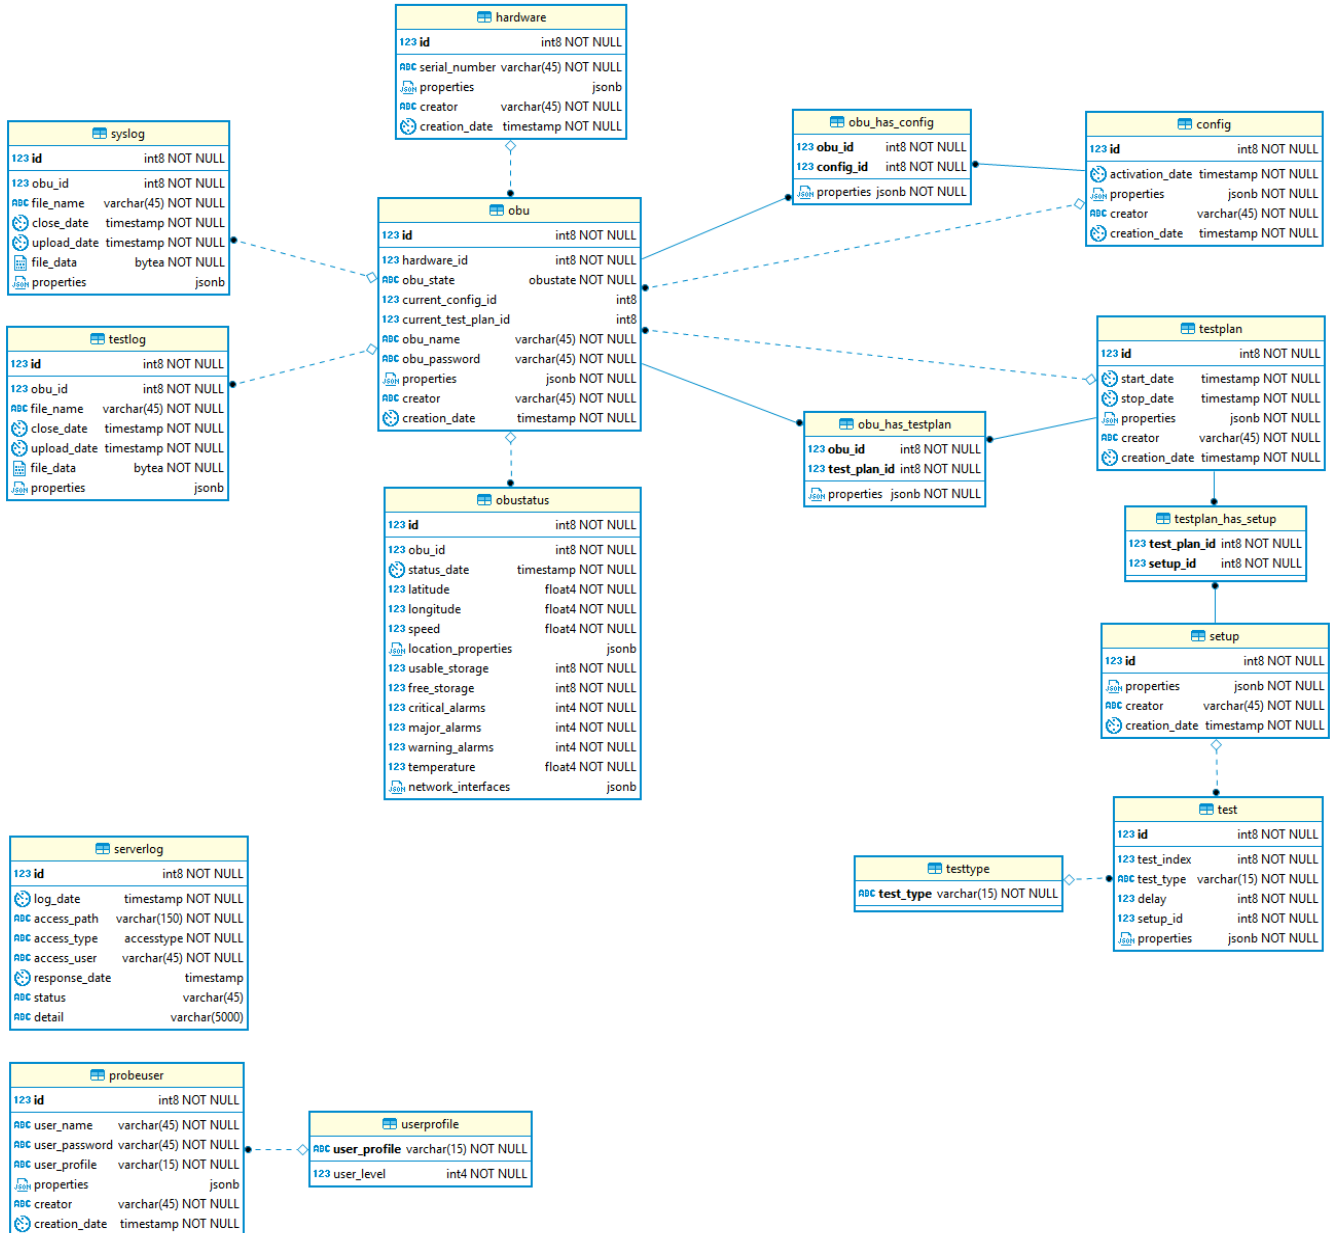 hardware
123 id int8 NOT NULL
ABC serial_number varchar(45) NOT NULL
JSON properties jsonb
ABC creator varchar(45) NOT NULL
creation_date timestamp NOT NULL
syslog
123 id int8 NOT NULL
123 obu_id int8 NOT NULL
ABC file_name varchar(45) NOT NULL
close_date timestamp NOT NULL
upload_date timestamp NOT NULL
file_data bytea NOT NULL
JSON properties jsonb
testlog
123 id int8 NOT NULL
123 obu_id int8 NOT NULL
ABC file_name varchar(45) NOT NULL
close_date timestamp NOT NULL
upload_date timestamp NOT NULL
file_data bytea NOT NULL
JSON properties jsonb
obu
123 id int8 NOT NULL
123 hardware_id int8 NOT NULL
ABC obu_state obustate NOT NULL
123 current_config_id int8
123 current_test_plan_id int8
ABC obu_name varchar(45) NOT NULL
ABC obu_password varchar(45) NOT NULL
JSON properties jsonb NOT NULL
ABC creator varchar(45) NOT NULL
creation_date timestamp NOT NULL
obu_has_config
123 obu_id int8 NOT NULL
123 config_id int8 NOT NULL
JSON properties jsonb NOT NULL
config
123 id int8 NOT NULL
activation_date timestamp NOT NULL
JSON properties jsonb NOT NULL
ABC creator varchar(45) NOT NULL
creation_date timestamp NOT NULL
testplan
123 id int8 NOT NULL
start_date timestamp NOT NULL
stop_date timestamp NOT NULL
JSON properties jsonb NOT NULL
ABC creator varchar(45) NOT NULL
creation_date timestamp NOT NULL
obu_has_testplan
123 obu_id int8 NOT NULL
123 test_plan_id int8 NOT NULL
JSON properties jsonb NOT NULL
obustatus
123 id int8 NOT NULL
123 obu_id int8 NOT NULL
status_date timestamp NOT NULL
123 latitude float4 NOT NULL
123 longitude float4 NOT NULL
123 speed float4 NOT NULL
JSON location_properties jsonb
123 usable_storage int8 NOT NULL
123 free_storage int8 NOT NULL
123 critical_alarms int4 NOT NULL
123 major_alarms int4 NOT NULL
123 warning_alarms int4 NOT NULL
123 temperature float4 NOT NULL
JSON network_interfaces jsonb
testplan_has_setup
123 test_plan_id int8 NOT NULL
123 setup_id int8 NOT NULL
setup
123 id int8 NOT NULL
JSON properties jsonb NOT NULL
ABC creator varchar(45) NOT NULL
creation_date timestamp NOT NULL
test
123 id int8 NOT NULL
123 test_index int8 NOT NULL
ABC test_type varchar(15) NOT NULL
123 delay int8 NOT NULL
123 setup_id int8 NOT NULL
JSON properties jsonb NOT NULL
testtype
ABC test_type varchar(15) NOT NULL
serverlog
123 id int8 NOT NULL
log_date timestamp NOT NULL
ABC access_path varchar(150) NOT NULL
ABC access_type accesstype NOT NULL
ABC access_user varchar(45) NOT NULL
response_date timestamp
ABC status varchar(45)
ABC detail varchar(5000)
probeuser
123 id int8 NOT NULL
ABC user_name varchar(45) NOT NULL
ABC user_password varchar(45) NOT NULL
ABC user_profile varchar(15) NOT NULL
JSON properties jsonb
ABC creator varchar(45) NOT NULL
creation_date timestamp NOT NULL
userprofile
ABC user_profile varchar(15) NOT NULL
123 user_level int4 NOT NULL